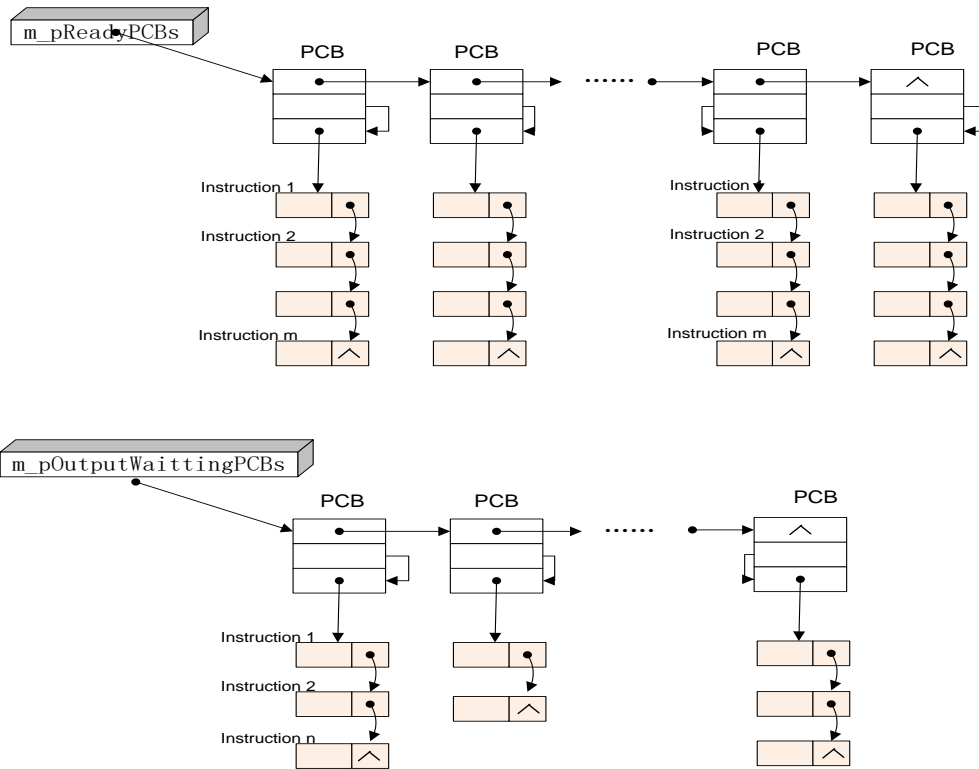 m_pReadyPCBs
PCB
PCB
PCB
PCB
......
Instruction 1
Instruction
Instruction 2
Instruction 2
Instruction m
Instruction m
m_pOutputWaittingPCBs
PCB
PCB
PCB
......
Instruction 1
Instruction 2
Instruction n